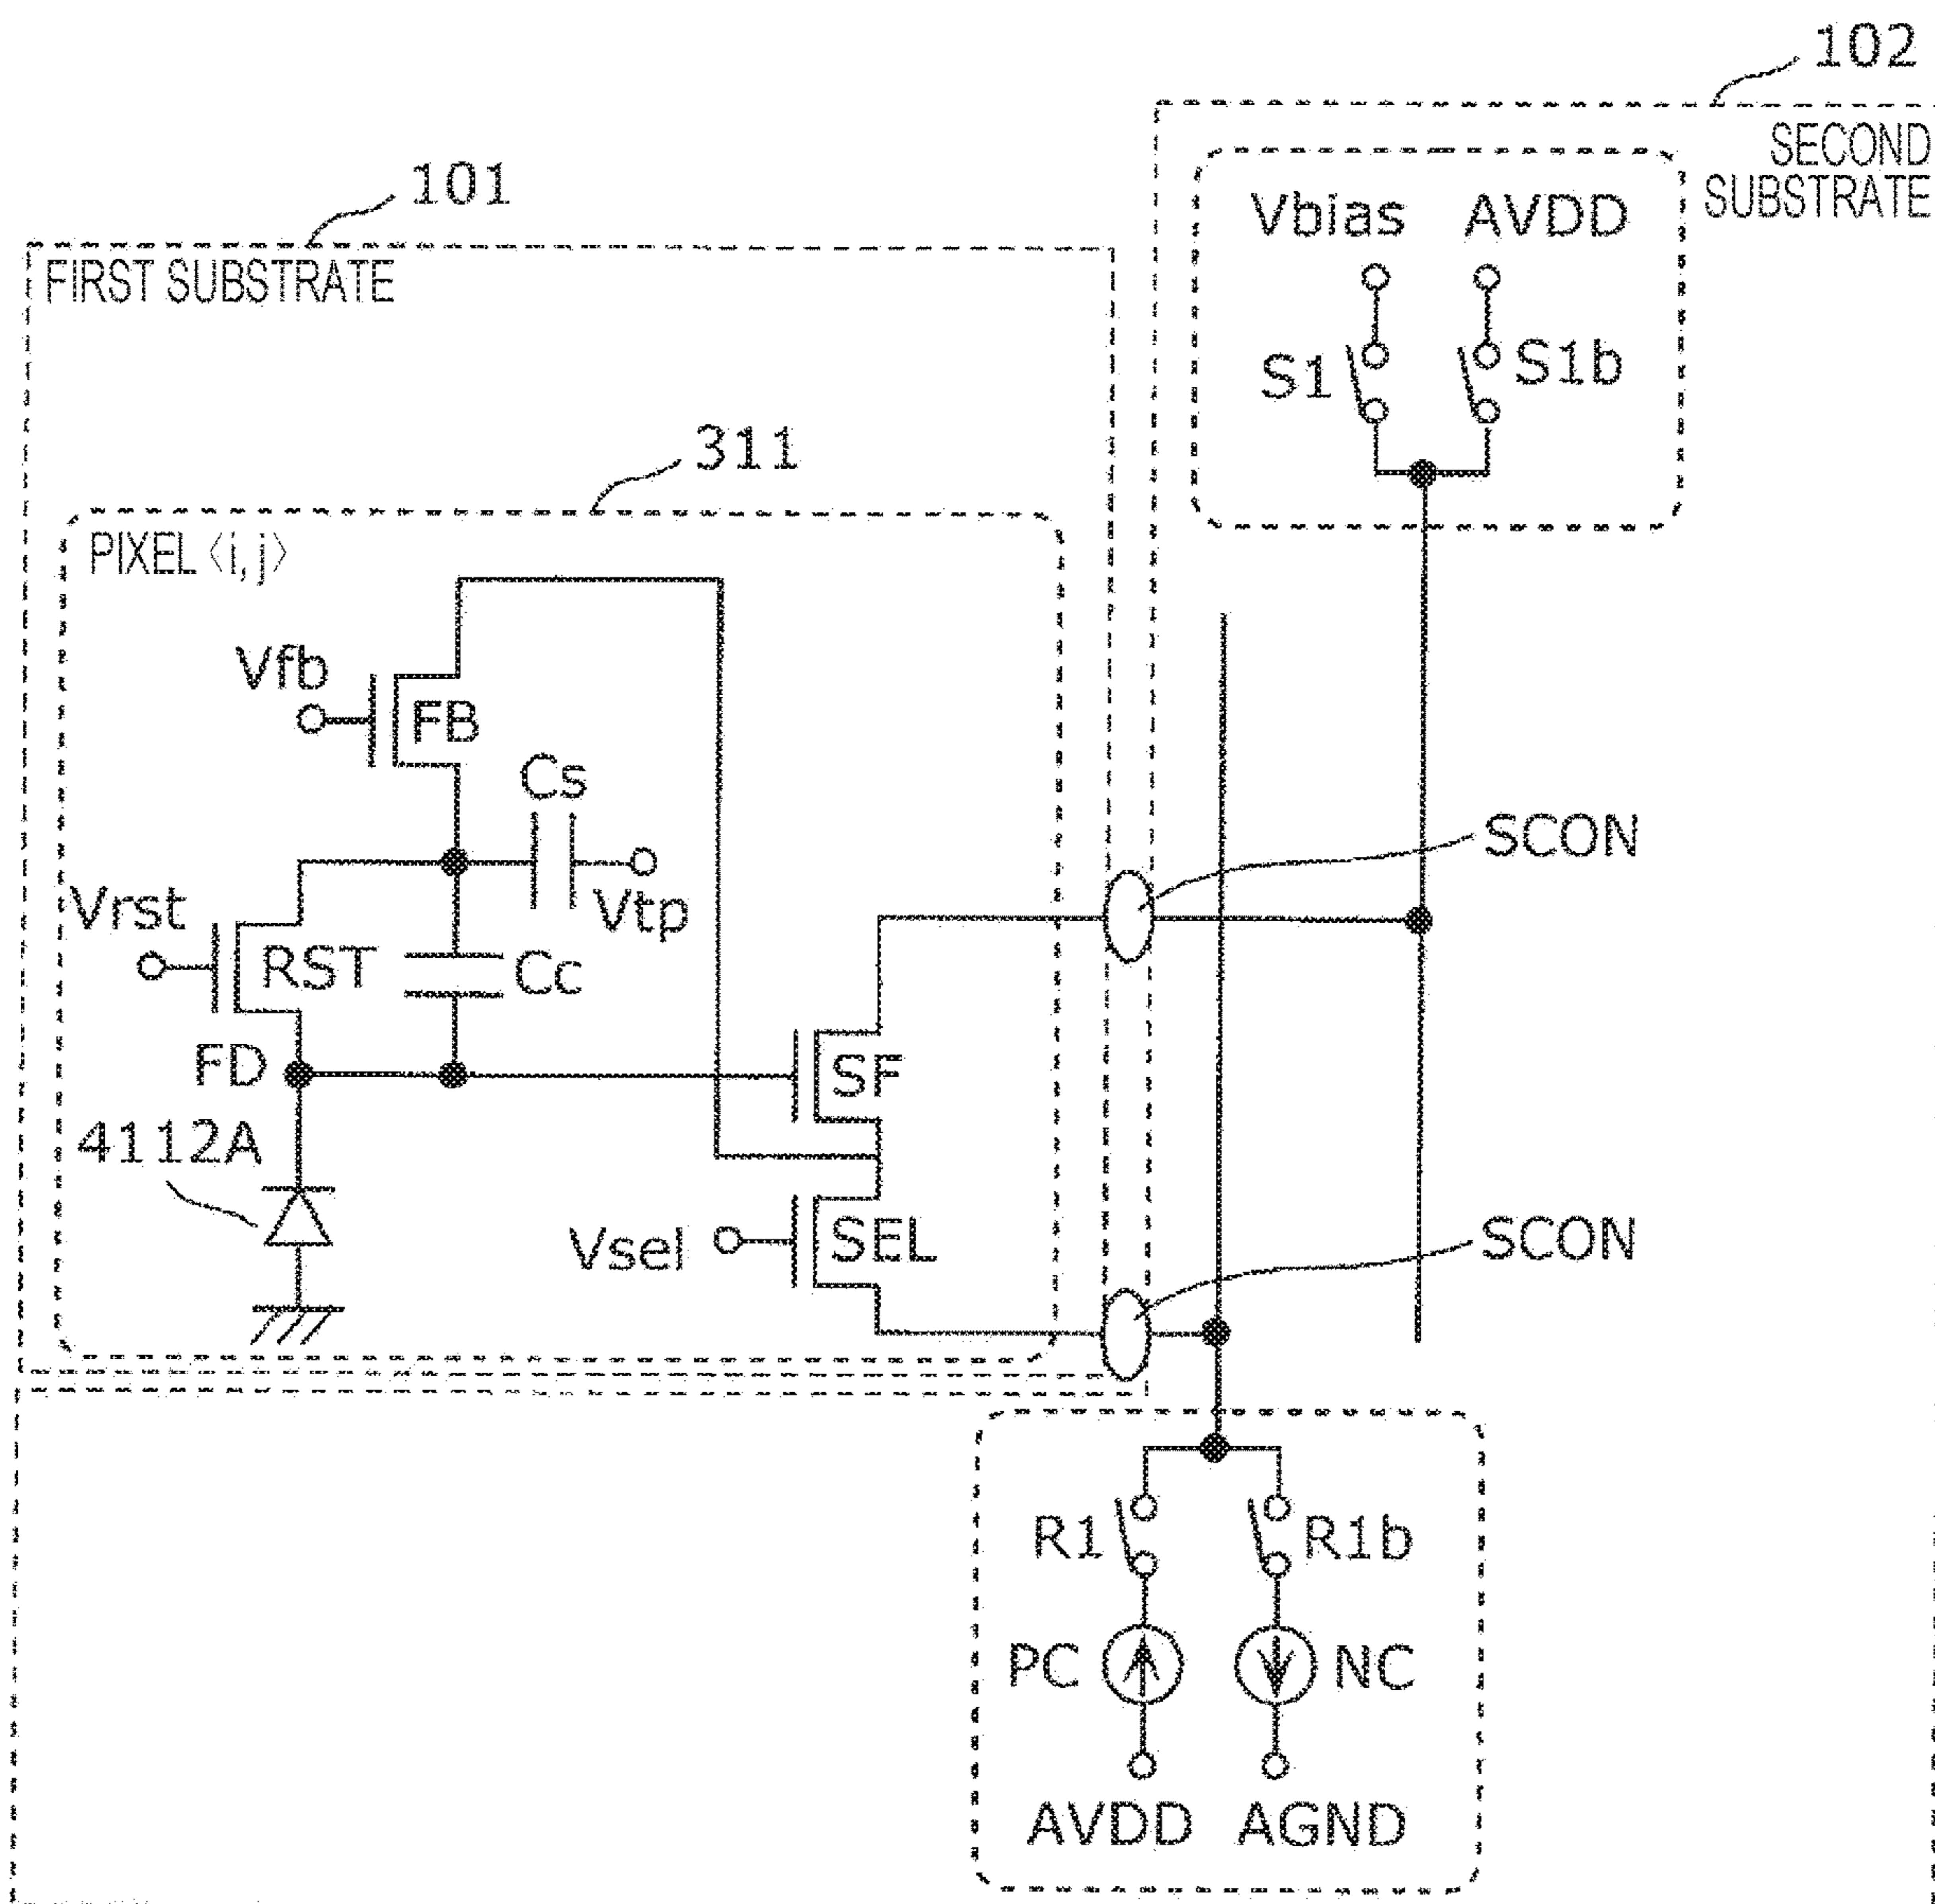 102
SECOND
SUBSTRATE
Vbias AVDD
101
FIRST SUBSTRATE
S1 S1b
311
PIXEL〈i, j〉
Vfb
FB
Cs
SCON
Vrst
Vtp
RST
Cc
FD
SF
4112A
Vsel
SEL
SCON
R1 R1b
PC NC
AVDD AGND